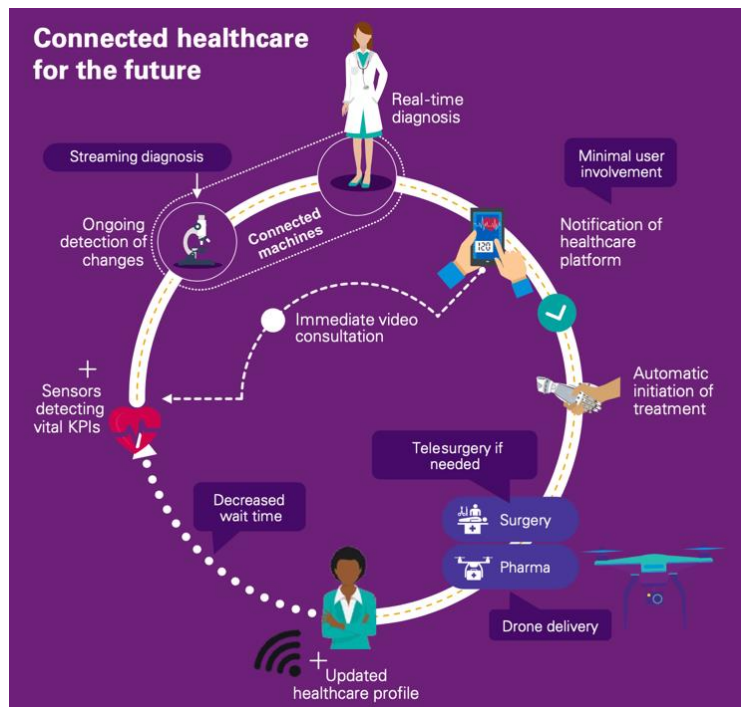 Connected healthcare
for the future
Real-time
diagnosis
Streaming diagnosis
Minimal user
involvement
Ongoing
detection of
changes
Connected
machines
120
Notification of
healthcare
platform
Immediate video
consultation
+
Sensors
detecting
vital KPIs
Automatic
initiation of
treatment
Telesurgery if
needed
Decreased
wait time
Surgery
Pharma
Drone delivery
+
Updated
healthcare profile